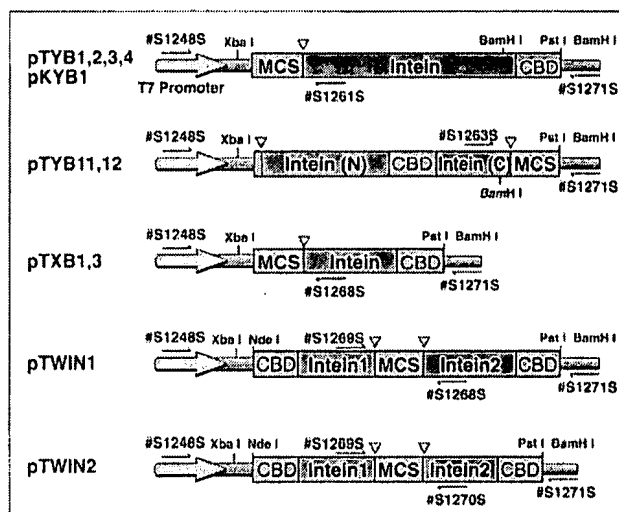 #S1248S Xba I BamH I Pst I BamH I
pTYB1,2,3,4
pKYB1
MCS Intein CBD
T7 Promoter #S1261S #S1271S
#S1248S Xba I #S1263S Pst I BamH I
pTYB11,12
Intein (N) CBD Intein (C) MCS
BamH I #S1271S
#S1248S Xba I Pst I BamH I
pTXB1,3
MCS Intein CBD
#S1268S #S1271S
#S1248S Xba I Nde I #S1269S Pst I BamH I
pTWIN1
CBD Intein1 MCS Intein2 CBD
#S1268S #S1271S
#S1248S Xba I Nde I #S1269S Pst I BamH I
pTWIN2
CBD Intein1 MCS Intein2 CBD
#S1270S #S1271S